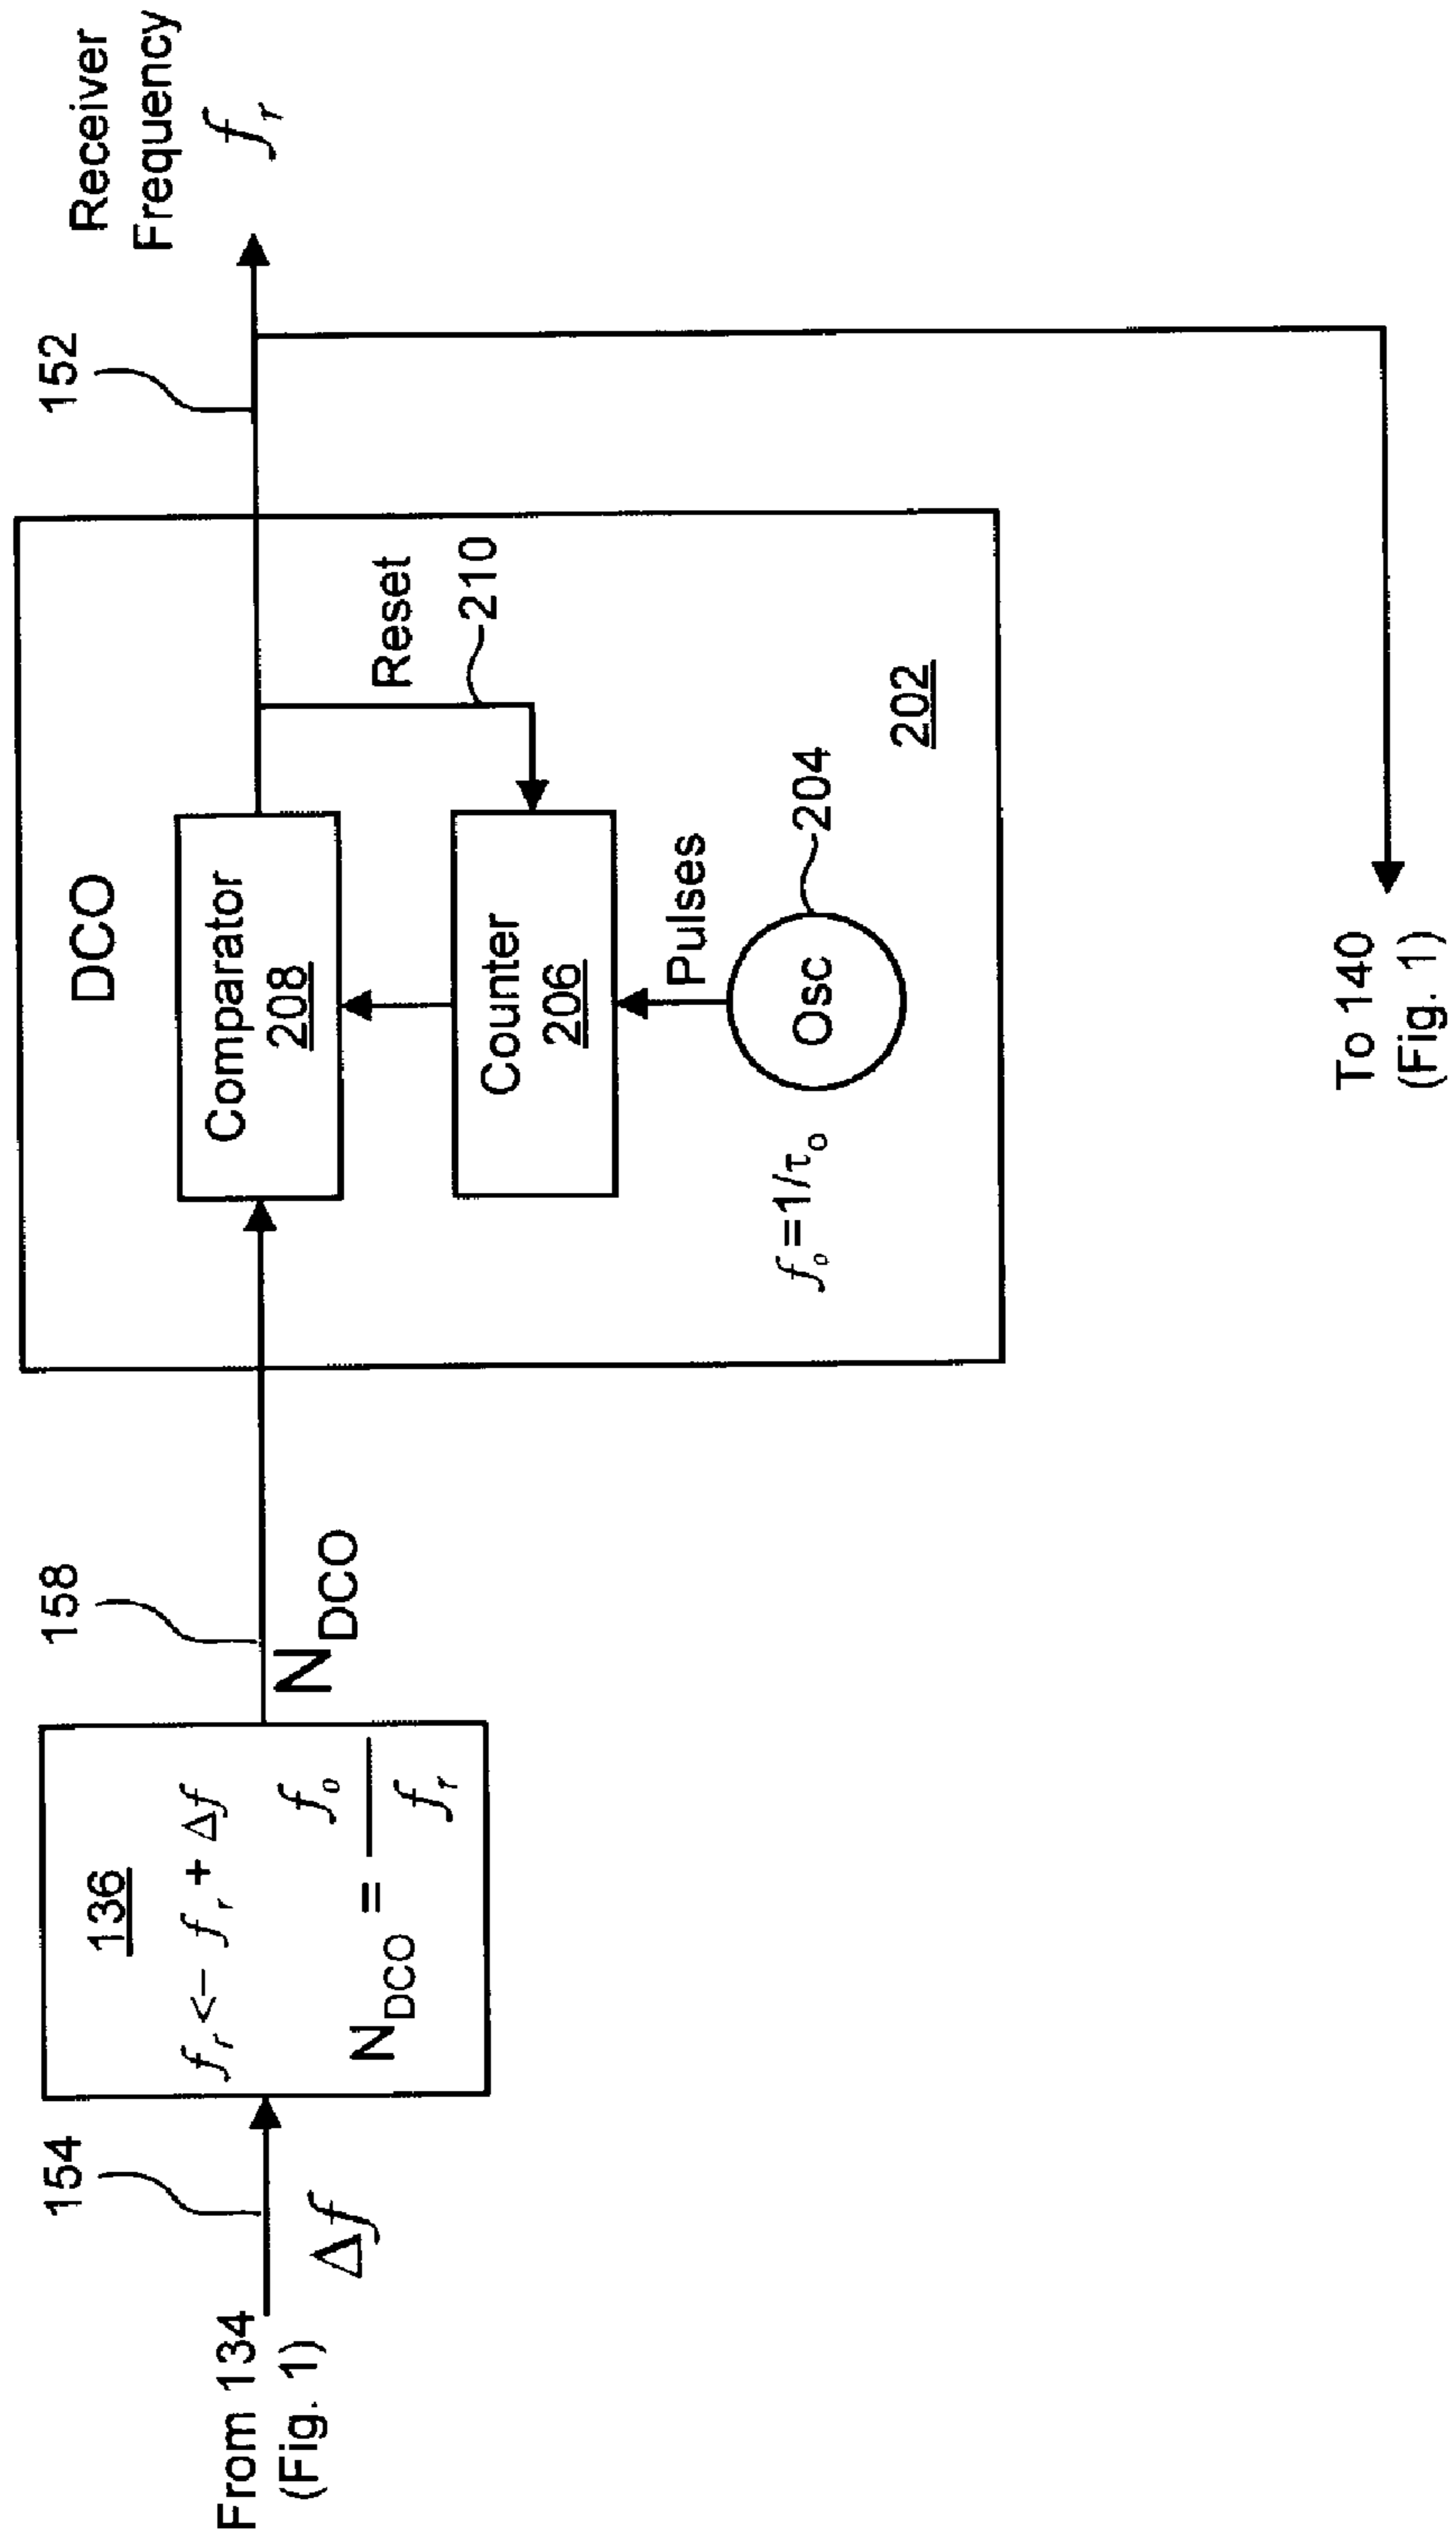 From 134
(Fig. 1)
154
Δf
136
f_r <– f_r + Δf
N_DCO = f_o / f_r
158
N_DCO
DCO
Comparator
208
Counter
206
Pulses
Osc
204
f_o=1/τ_o
Reset
210
202
152
Receiver
Frequency
f_r
To 140
(Fig. 1)